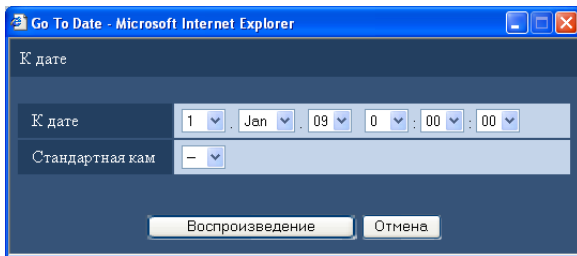 Go To Date - Microsoft Internet Explorer
К дате
К дате 1 . Jan . 09 0 : 00 : 00
Стандартная кам –
Воспроизведение Отмена